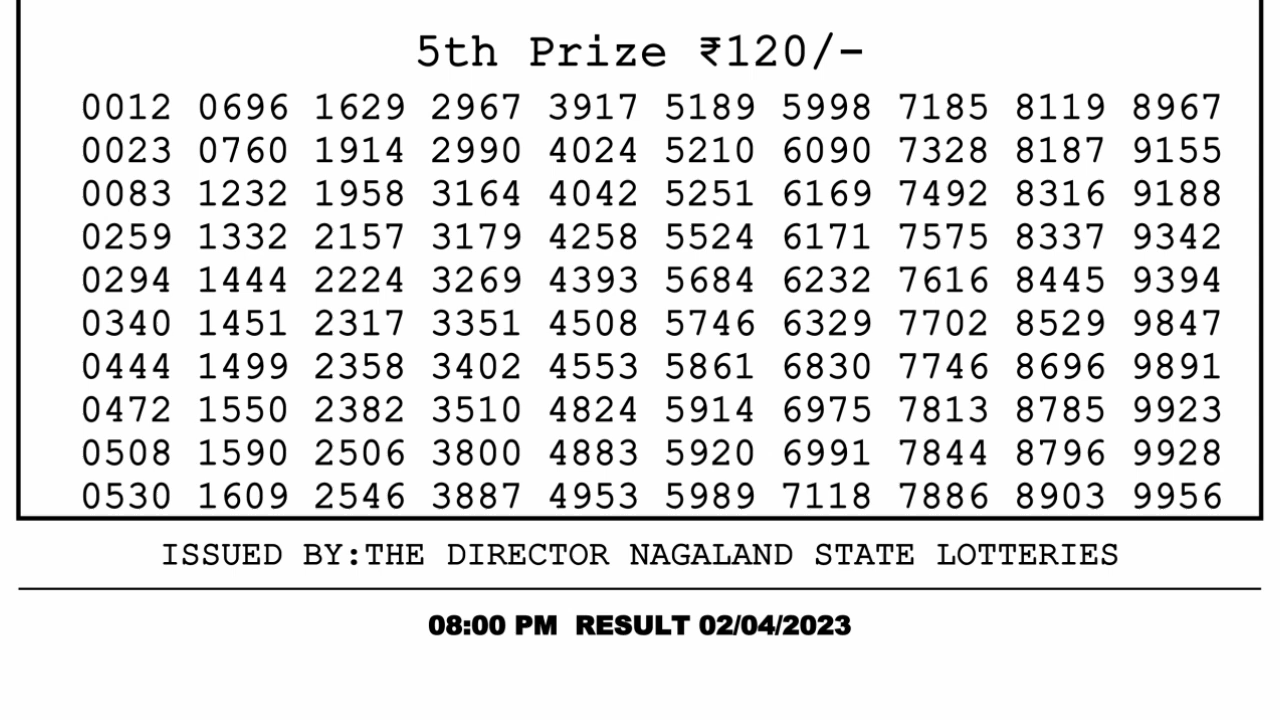 5th Prize ₹120/-
0012 0696 1629 2967 3917 5189 5998 7185 8119 8967
0023 0760 1914 2990 4024 5210 6090 7328 8187 9155
0083 1232 1958 3164 4042 5251 6169 7492 8316 9188
0259 1332 2157 3179 4258 5524 6171 7575 8337 9342
0294 1444 2224 3269 4393 5684 6232 7616 8445 9394
0340 1451 2317 3351 4508 5746 6329 7702 8529 9847
0444 1499 2358 3402 4553 5861 6830 7746 8696 9891
0472 1550 2382 3510 4824 5914 6975 7813 8785 9923
0508 1590 2506 3800 4883 5920 6991 7844 8796 9928
0530 1609 2546 3887 4953 5989 7118 7886 8903 9956
ISSUED BY:THE DIRECTOR NAGALAND STATE LOTTERIES
08:00 PM RESULT 02/04/2023